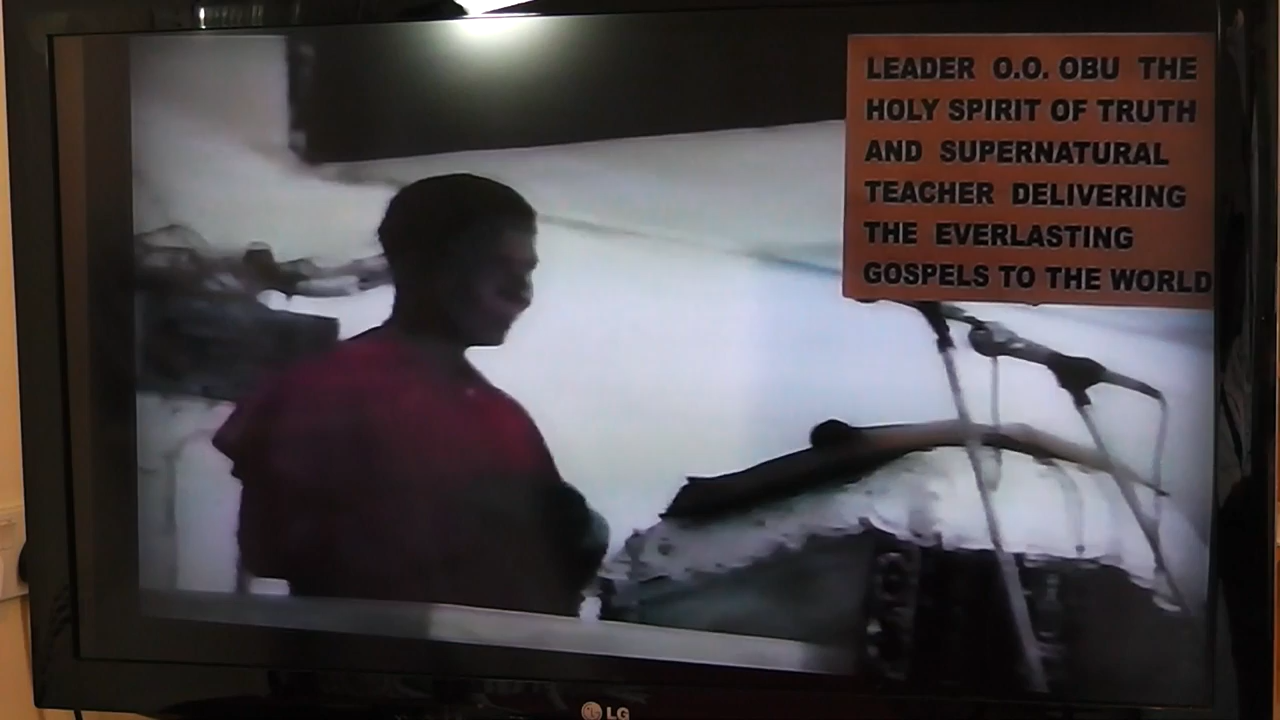 LEADER O.O. OBU THE
HOLY SPIRIT OF TRUTH
AND SUPERNATURAL
TEACHER DELIVERING
THE EVERLASTING
GOSPELS TO THE WORLD
LG